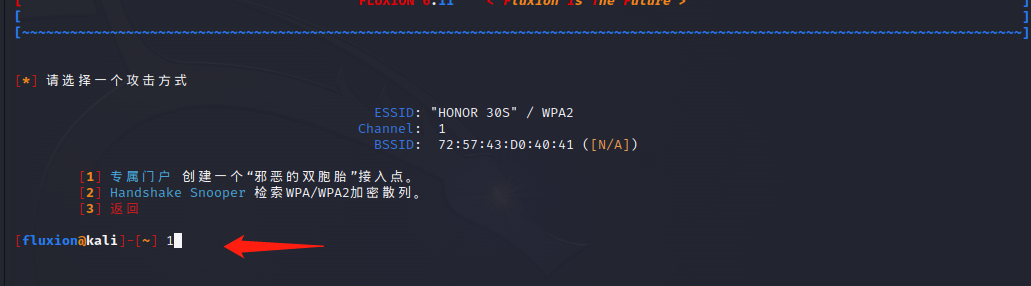 [ FLUXION 6.11 < Fluxion Is The Future > ]
[ ]
[~~~~~~~~~~~~~~~~~~~~~~~~~~~~~~~~~~~~~~~~~~~~~~~~~~~~~~~~~~~~~~~~~~~~~~~~~~~~~~~~~~~~~~~~~~~~~~~~~~~~~~~~~~~~~~~~~~~~~~~~~~~~]
[*] 请选择一个攻击方式
ESSID: "HONOR 30S" / WPA2
Channel: 1
BSSID: 72:57:43:D0:40:41 ([N/A])
[1] 专属门户 创建一个“邪恶的双胞胎”接入点。
[2] Handshake Snooper 检索WPA/WPA2加密散列。
[3] 返回
[fluxion@kali]-[~] 1